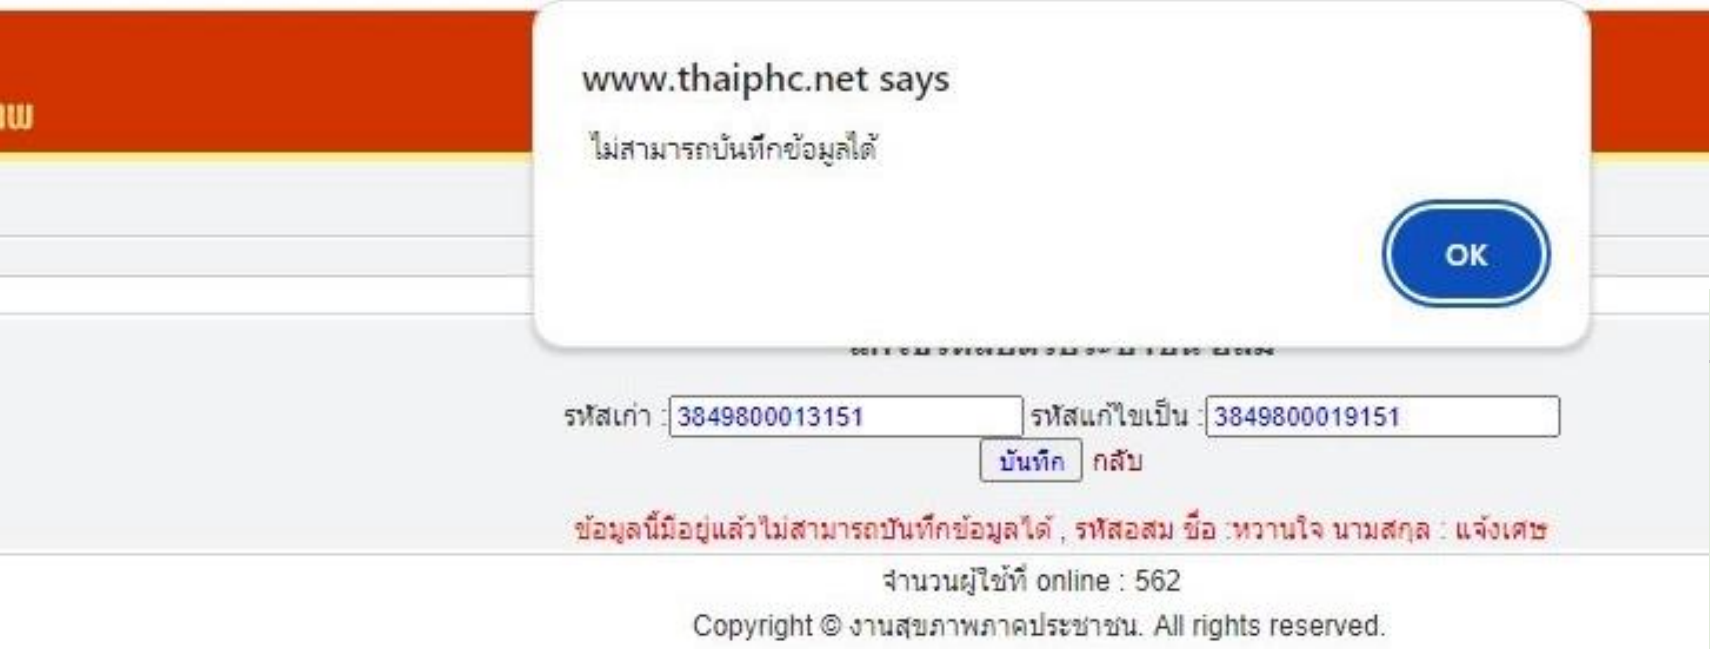 www.thaiphc.net says
ไม่สามารถบันทึกข้อมูลได้
OK
รหัสเก่า : 3849800013151 รหัสแก้ไขเป็น : 3849800019151
บันทึก กลับ
ข้อมูลนี้มีอยู่แล้วไม่สามารถบันทึกข้อมูลได้ , รหัสอสม ชื่อ :หวานใจ นามสกุล : แจ้งเศษ
จำนวนผู้ใช้ที่ online : 562
Copyright © งานสุขภาพภาคประชาชน. All rights reserved.